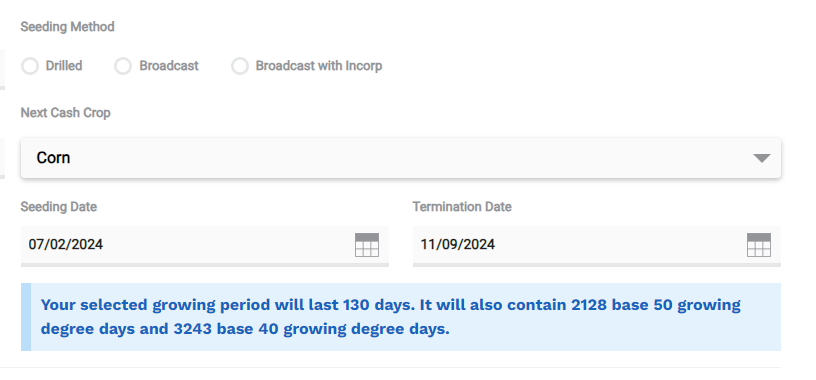 Seeding Method
Drilled Broadcast Broadcast with Incorp
Next Cash Crop
Corn
Seeding Date Termination Date
07/02/2024 11/09/2024
Your selected growing period will last 130 days. It will also contain 2128 base 50 growing
degree days and 3243 base 40 growing degree days.